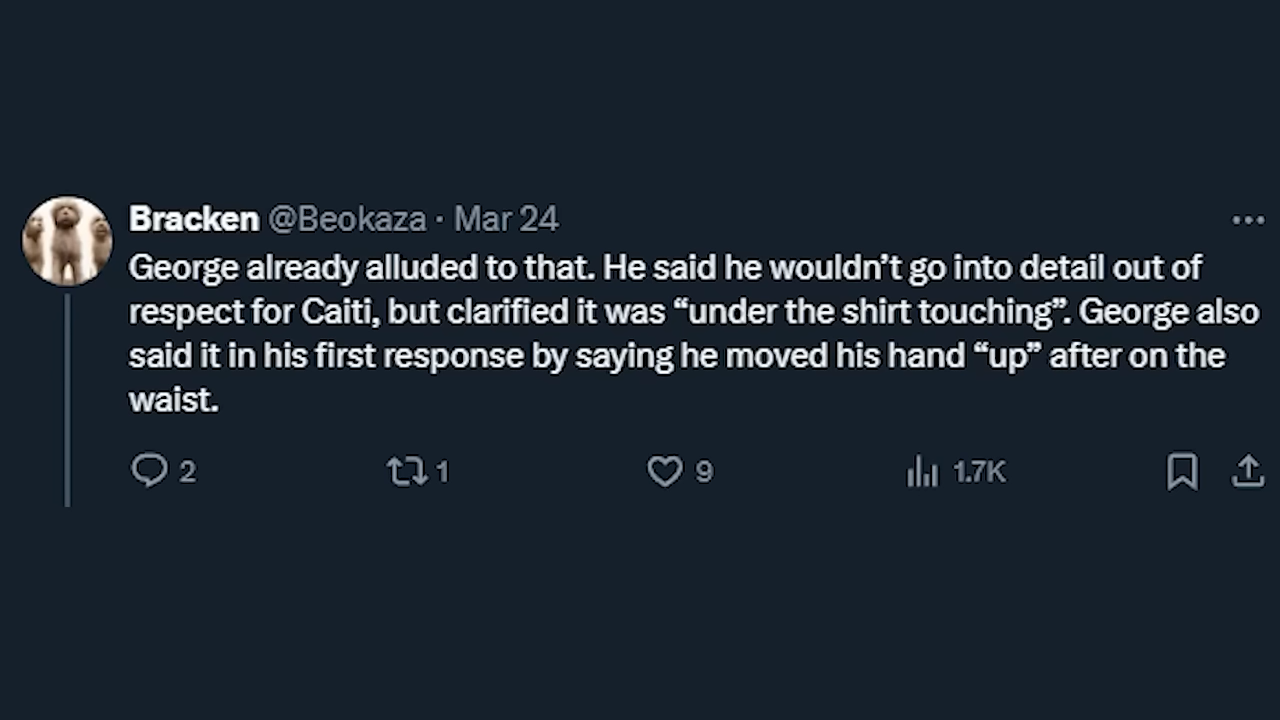 Bracken @Beokaza · Mar 24
George already alluded to that. He said he wouldn’t go into detail out of
respect for Caiti, but clarified it was “under the shirt touching”. George also
said it in his first response by saying he moved his hand “up” after on the
waist.
2 1 9 1.7K